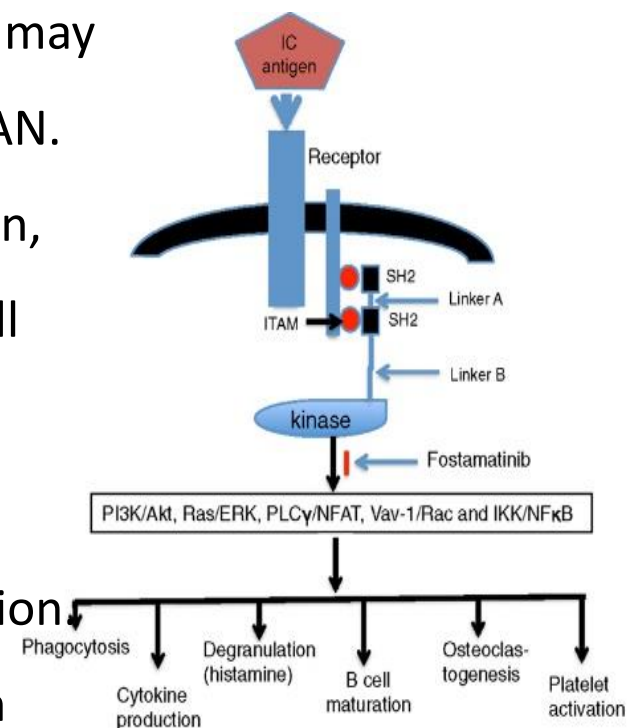 may
AN.
n,
ll
ion
n
IC
antigen
Receptor
SH2
Linker A
ITAM
SH2
Linker B
kinase
Fostamatinib
PI3K/Akt, Ras/ERK, PLCγ/NFAT, Vav-1/Rac and IKK/NFκB
Phagocytosis
Cytokine
production
Degranulation
(histamine)
B cell
maturation
Osteoclas-
togenesis
Platelet
activation